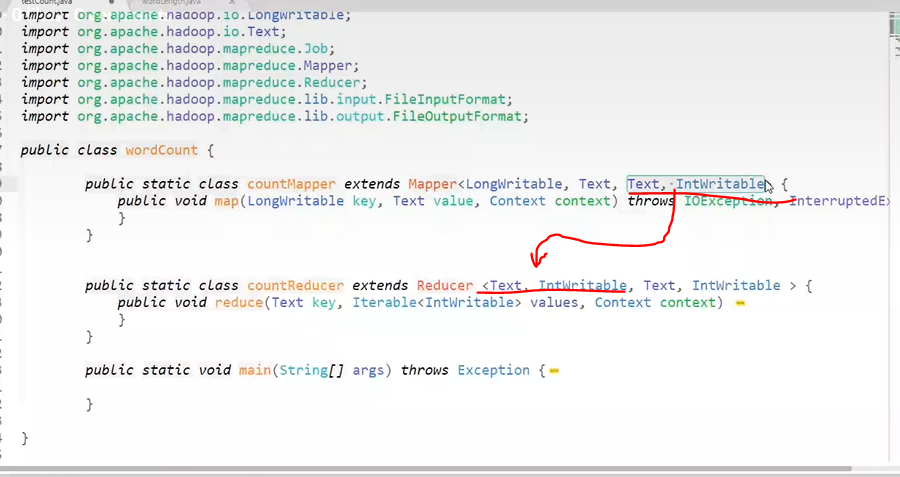 testCount.java wordLength.java
import org.apache.hadoop.io.LongWritable;
import org.apache.hadoop.io.Text;
import org.apache.hadoop.mapreduce.Job;
import org.apache.hadoop.mapreduce.Mapper;
import org.apache.hadoop.mapreduce.Reducer;
import org.apache.hadoop.mapreduce.lib.input.FileInputFormat;
import org.apache.hadoop.mapreduce.lib.output.FileOutputFormat;
public class wordCount {
public static class countMapper extends Mapper<LongWritable, Text, Text, IntWritable> {
public void map(LongWritable key, Text value, Context context) throws IOException, InterruptedEx
}
}
public static class countReducer extends Reducer <Text, IntWritable, Text, IntWritable > {
public void reduce(Text key, Iterable<IntWritable> values, Context context)
}
}
public static void main(String[] args) throws Exception {
}
}